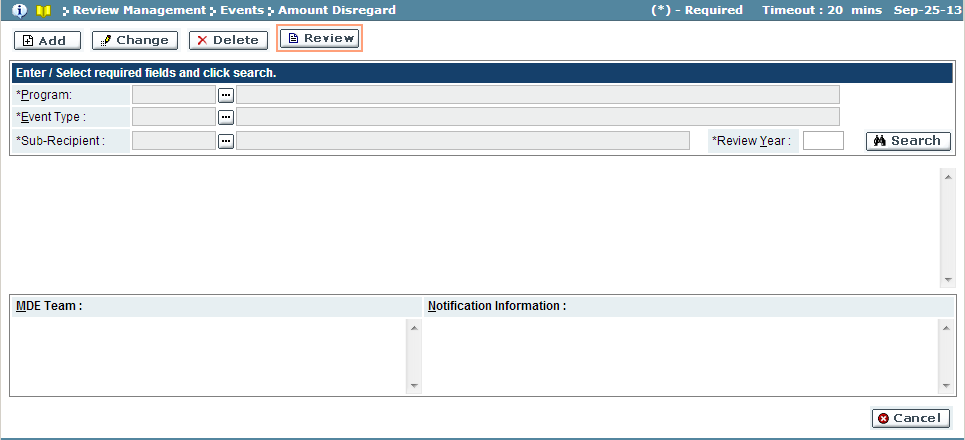 Review Management Events Amount Disregard (*) - Required Timeout : 20 mins Sep-25-13
Add Change Delete Review
Enter / Select required fields and click search.
*Program:
*Event Type :
*Sub-Recipient : *Review Year : Search
MDE Team : Notification Information :
Cancel